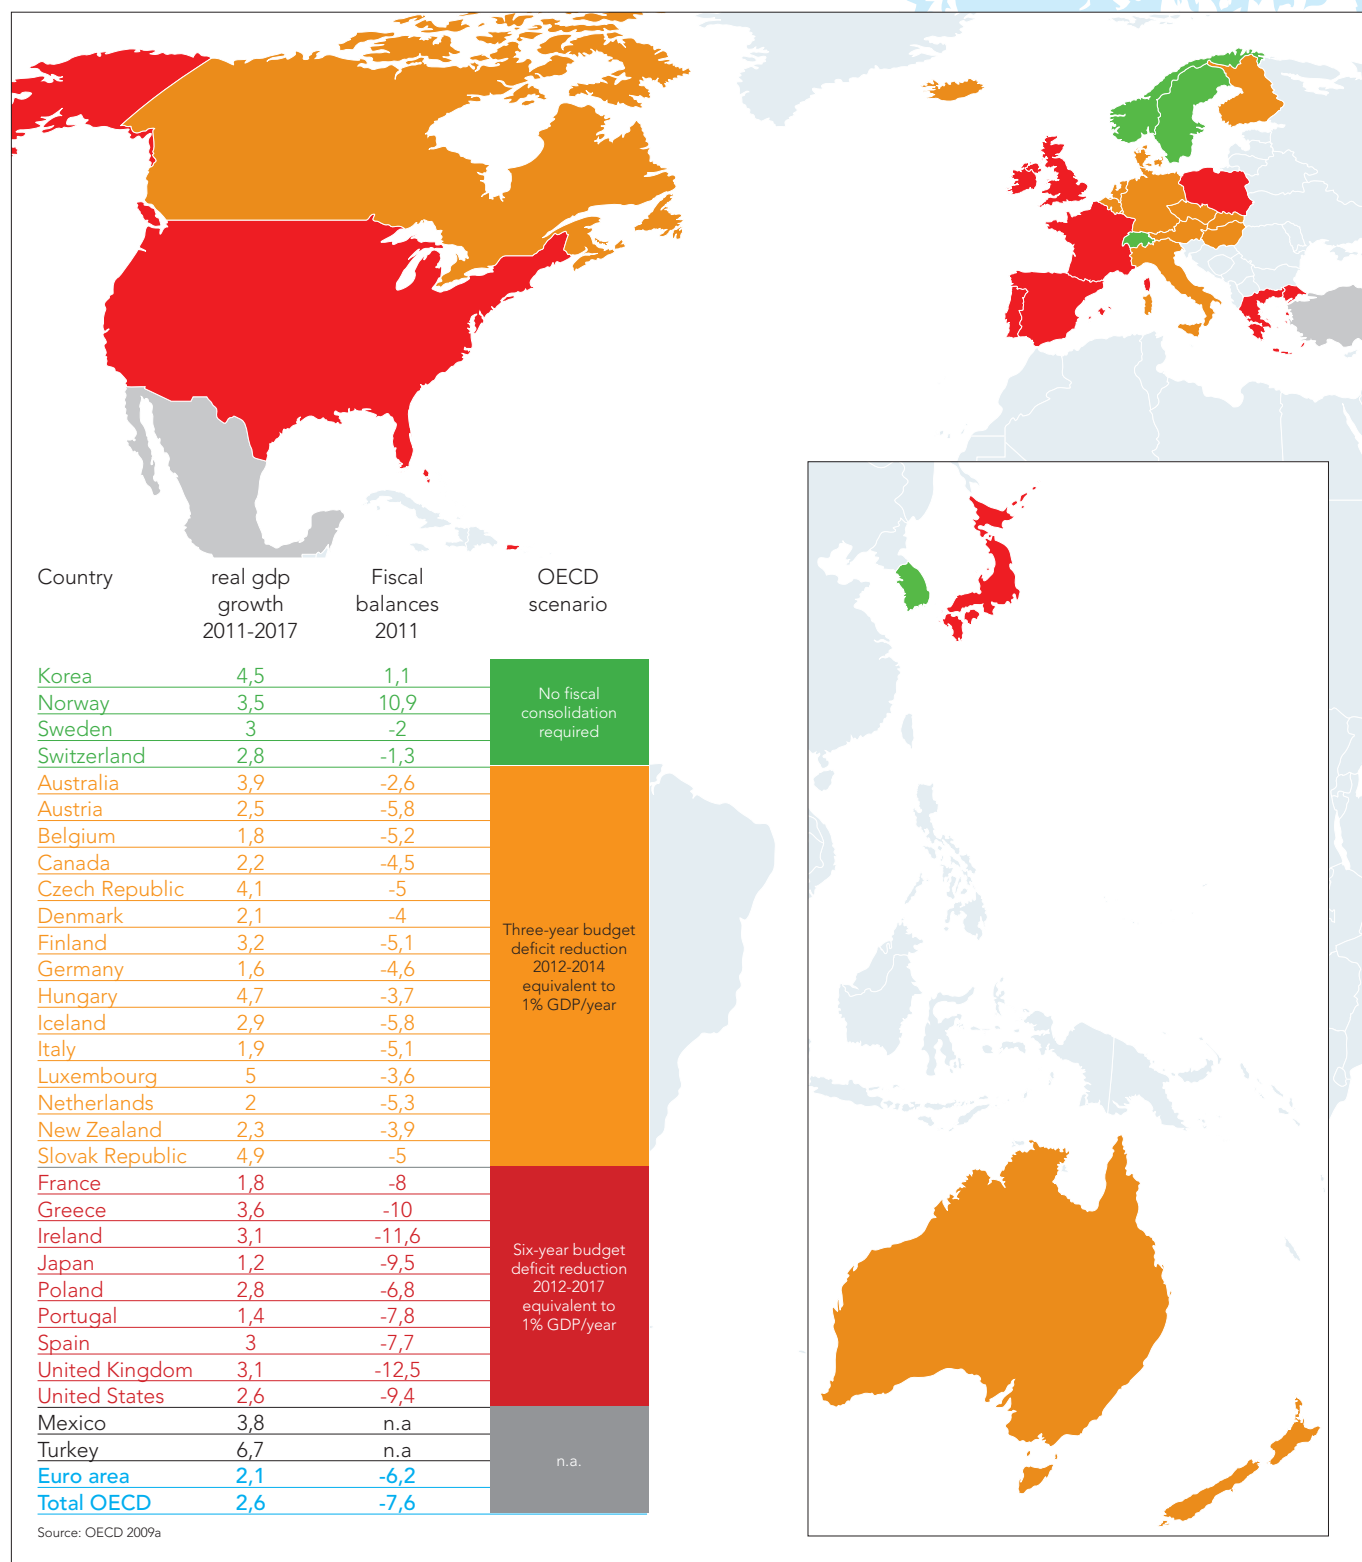 Country real gdp growth 2011-2017 Fiscal balances 2011 OECD scenario
Korea 4,5 1,1
Norway 3,5 10,9
Sweden 3 -2
Switzerland 2,8 -1,3
No fiscal
consolidation
required
Australia 3,9 -2,6
Austria 2,5 -5,8
Belgium 1,8 -5,2
Canada 2,2 -4,5
Czech Republic 4,1 -5
Denmark 2,1 -4
Finland 3,2 -5,1
Germany 1,6 -4,6
Hungary 4,7 -3,7
Iceland 2,9 -5,8
Italy 1,9 -5,1
Luxembourg 5 -3,6
Netherlands 2 -5,3
New Zealand 2,3 -3,9
Slovak Republic 4,9 -5
Three-year budget
deficit reduction
2012-2014
equivalent to
1% GDP/year
France 1,8 -8
Greece 3,6 -10
Ireland 3,1 -11,6
Japan 1,2 -9,5
Poland 2,8 -6,8
Portugal 1,4 -7,8
Spain 3 -7,7
United Kingdom 3,1 -12,5
United States 2,6 -9,4
Six-year budget
deficit reduction
2012-2017
equivalent to
1% GDP/year
Mexico 3,8 n.a
Turkey 6,7 n.a
Euro area 2,1 -6,2
Total OECD 2,6 -7,6
n.a.
Source: OECD 2009a